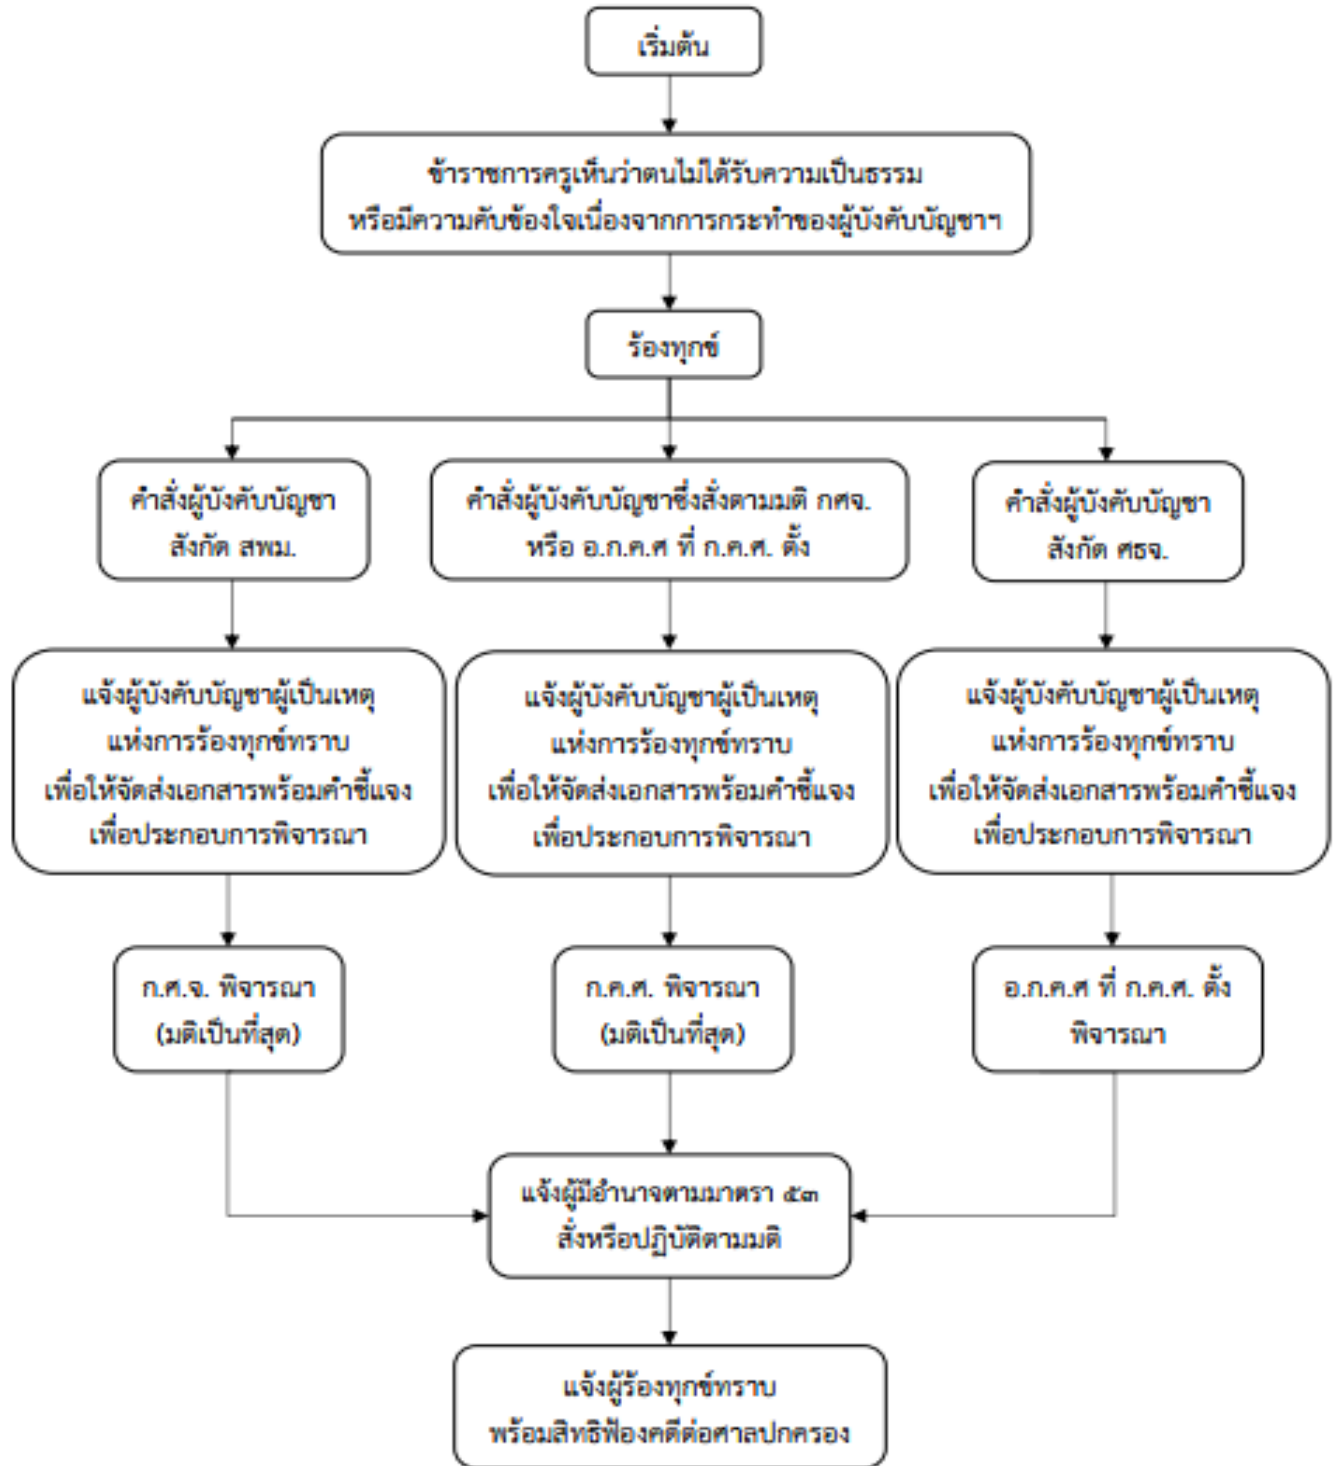 เริ่มต้น
ข้าราชการครูเห็นว่าตนไม่ได้รับความเป็นธรรม
หรือมีความคับข้องใจเนื่องจากการกระทำของผู้บังคับบัญชาฯ
ร้องทุกข์
คำสั่งผู้บังคับบัญชา
สังกัด สพม.
คำสั่งผู้บังคับบัญชาซึ่งสั่งตามมติ กศจ.
หรือ อ.ก.ค.ศ ที่ ก.ค.ศ. ตั้ง
คำสั่งผู้บังคับบัญชา
สังกัด ศธจ.
แจ้งผู้บังคับบัญชาผู้เป็นเหตุ
แห่งการร้องทุกข์ทราบ
เพื่อให้จัดส่งเอกสารพร้อมคำชี้แจง
เพื่อประกอบการพิจารณา
แจ้งผู้บังคับบัญชาผู้เป็นเหตุ
แห่งการร้องทุกข์ทราบ
เพื่อให้จัดส่งเอกสารพร้อมคำชี้แจง
เพื่อประกอบการพิจารณา
แจ้งผู้บังคับบัญชาผู้เป็นเหตุ
แห่งการร้องทุกข์ทราบ
เพื่อให้จัดส่งเอกสารพร้อมคำชี้แจง
เพื่อประกอบการพิจารณา
ก.ศ.จ. พิจารณา
(มติเป็นที่สุด)
ก.ค.ศ. พิจารณา
(มติเป็นที่สุด)
อ.ก.ค.ศ ที่ ก.ค.ศ. ตั้ง
พิจารณา
แจ้งผู้มีอำนาจตามมาตรา ๕๓
สั่งหรือปฏิบัติตามมติ
แจ้งผู้ร้องทุกข์ทราบ
พร้อมสิทธิฟ้องคดีต่อศาลปกครอง